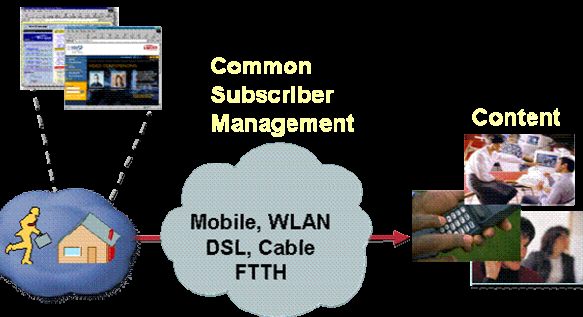 Common
Subscriber
Management
Content
Mobile, WLAN
DSL, Cable
FTTH